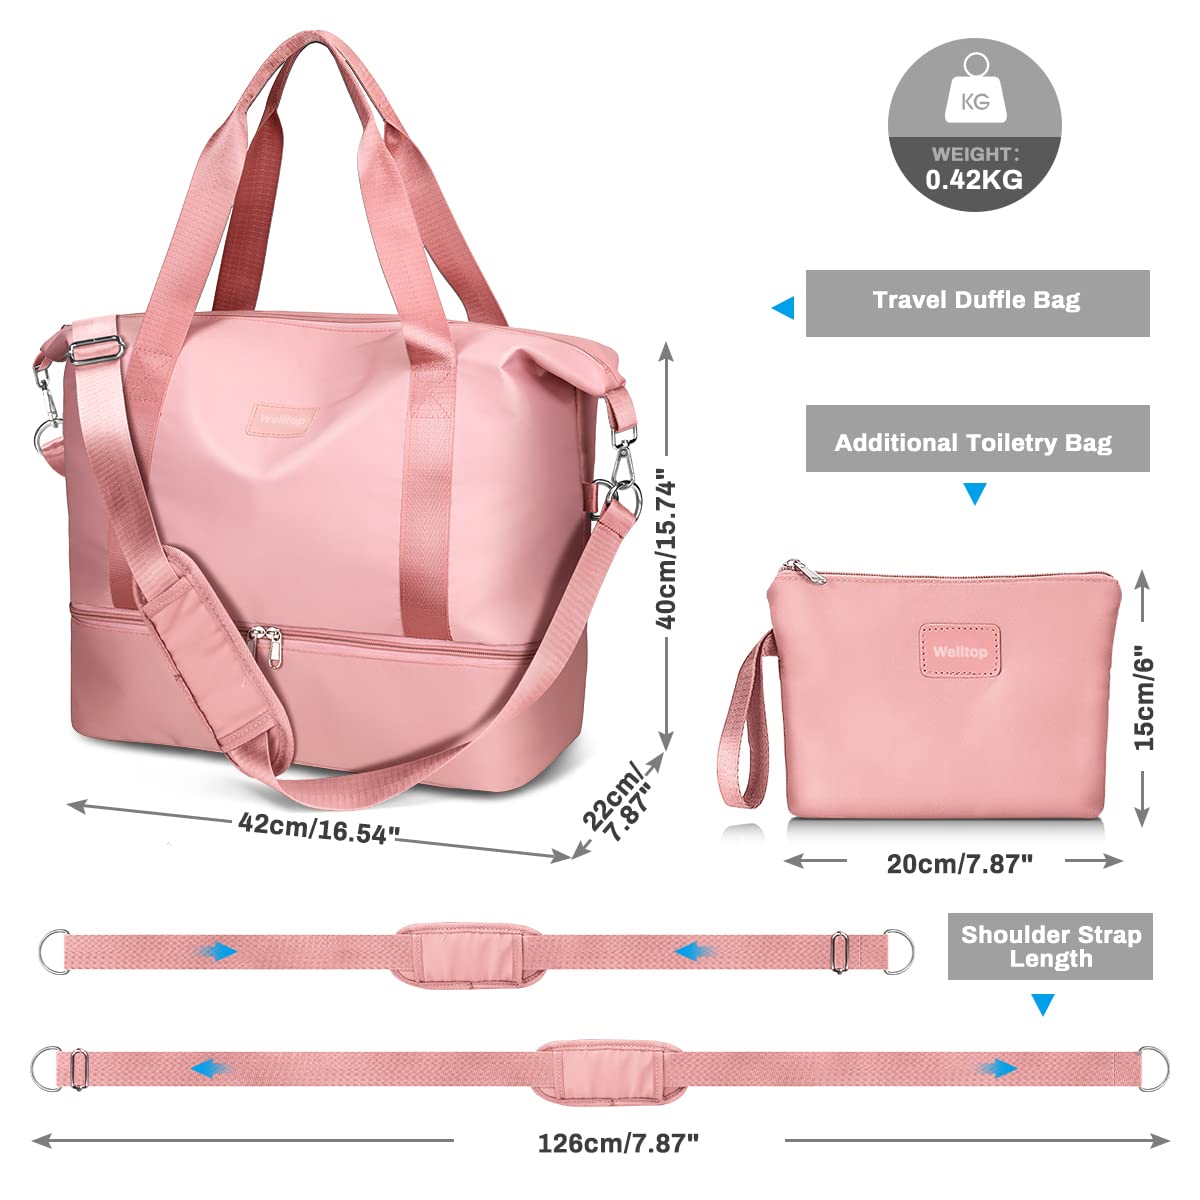 KG
WEIGHT:
0.42KG
Travel Duffle Bag
Welltop
Additional Toiletry Bag
40cm/15.74"
Welltop
15cm/6"
22cm/
7.87"
42cm/16.54"
20cm/7.87"
Shoulder Strap
Length
126cm/7.87"